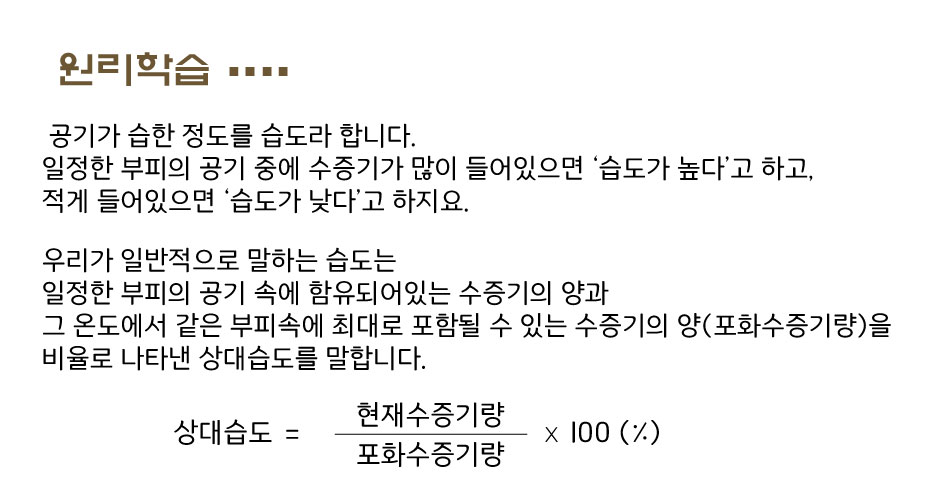 원리학습 ....
공기가 습한 정도를 습도라 합니다.
일정한 부피의 공기 중에 수증기가 많이 들어있으면 ‘습도가 높다’고 하고,
적게 들어있으면 ‘습도가 낮다’고 하지요.
우리가 일반적으로 말하는 습도는
일정한 부피의 공기 속에 함유되어있는 수증기의 양과
그 온도에서 같은 부피속에 최대로 포함될 수 있는 수증기의 양(포화수증기량)을
비율로 나타낸 상대습도를 말합니다.
현재수증기량
상대습도 = x 100 (%)
포화수증기량